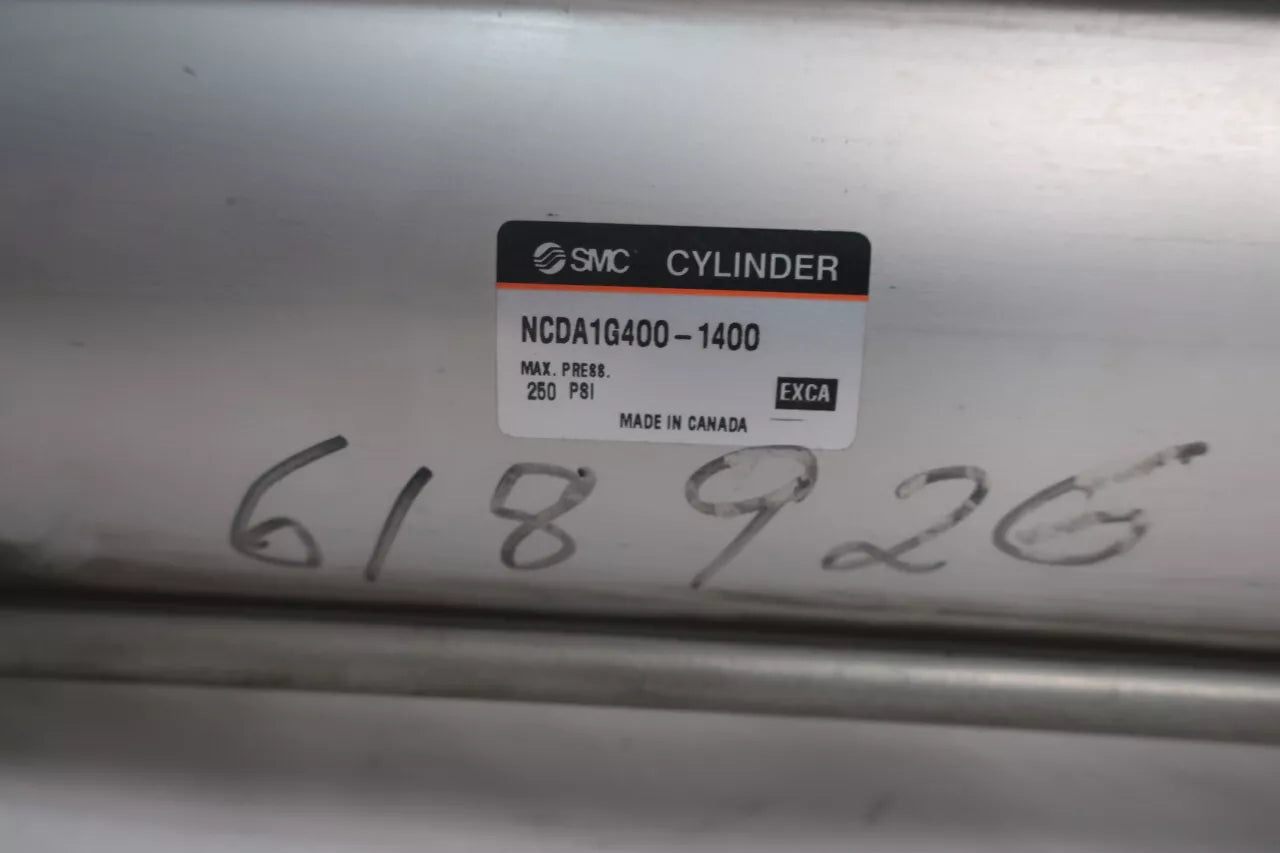 SMC CYLINDER
NCDA1G400-1400
MAX. PRESS.
250 PSI
EXCA
MADE IN CANADA
618926